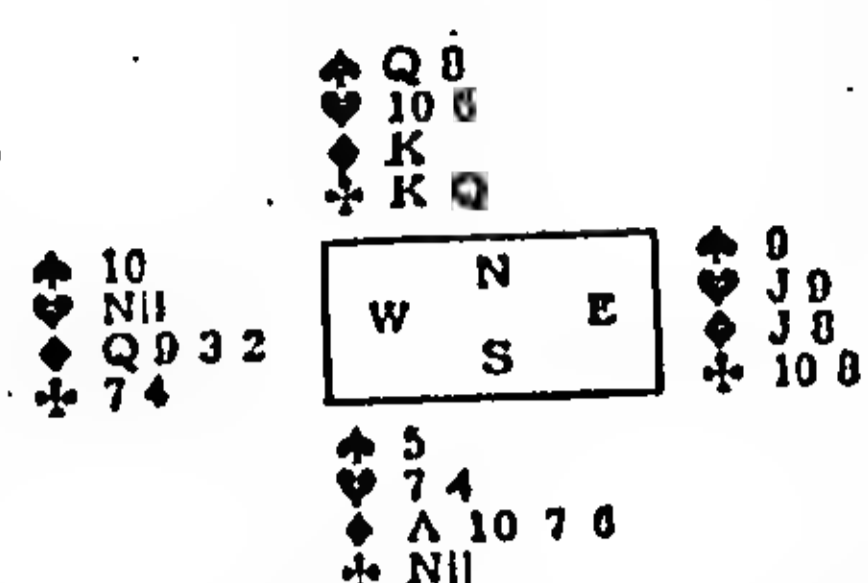 ♠ Q 8
♥ 10 6
♦ K
♣ K Q
♠ 10
♥ Nil
♦ Q 9 3 2
♣ 7 4
N
W E
S
♠ 9
♥ J 9
♦ J 8
♣ 10 8
♠ 5
♥ 7 4
♦ A 10 7 6
♣ Nil